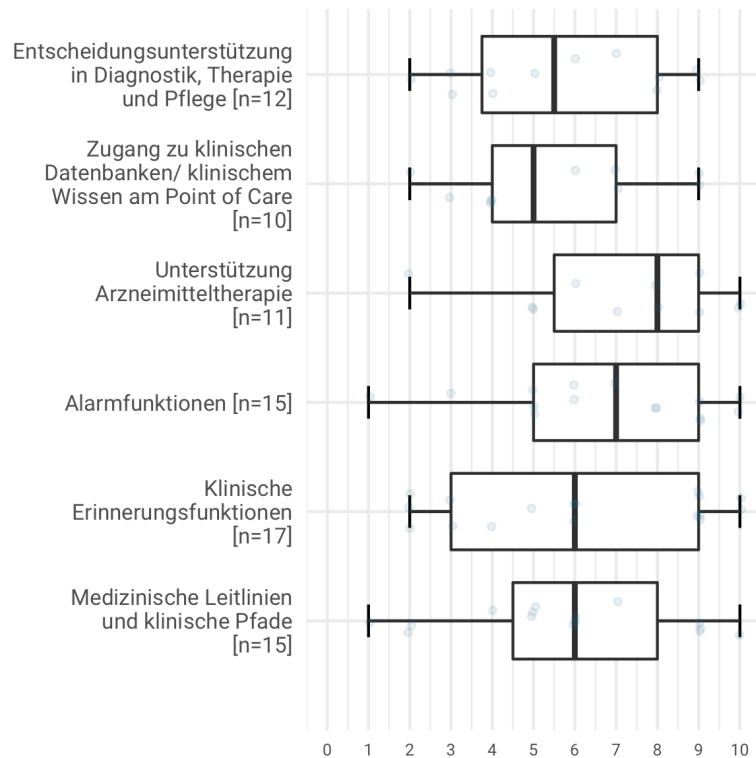 Entscheidungsunterstützung
in Diagnostik, Therapie
und Pflege [n=12]
Zugang zu klinischen
Datenbanken/ klinischem
Wissen am Point of Care
[n=10]
Unterstützung
Arzneimitteltherapie
[n=11]
Alarmfunktionen [n=15]
Klinische
Erinnerungsfunktionen
[n=17]
Medizinische Leitlinien
und klinische Pfade
[n=15]
0 1 2 3 4 5 6 7 8 9 10